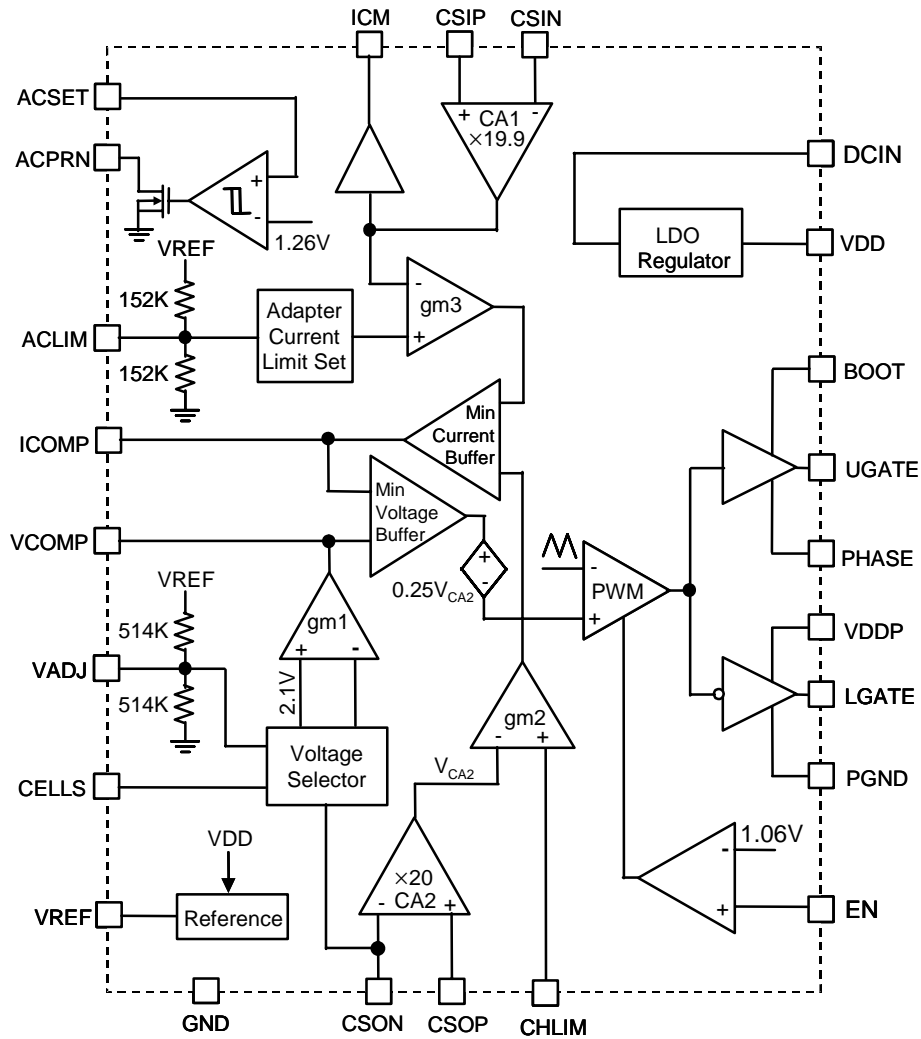 ICM
CSIP
CSIN
ACSET
ACPRN
+
-
1.26V
+
-
CA1
×19.9
DCIN
LDO
Regulator
VDD
VREF
152K
ACLIM
152K
Adapter
Current
Limit Set
-
gm3
+
BOOT
UGATE
PHASE
ICOMP
Min
Current
Buffer
Min
Voltage
Buffer
VCOMP
+
-
0.25VCA2
-
PWM
+
VREF
514K
VADJ
514K
gm1
+
-
2.1V
VDDP
LGATE
PGND
gm2
-
+
Voltage
Selector
CELLS
VCA2
VDD
VREF
Reference
×20
CA2
-
+
1.06V
-
+
EN
GND
CSON
CSOP
CHLIM